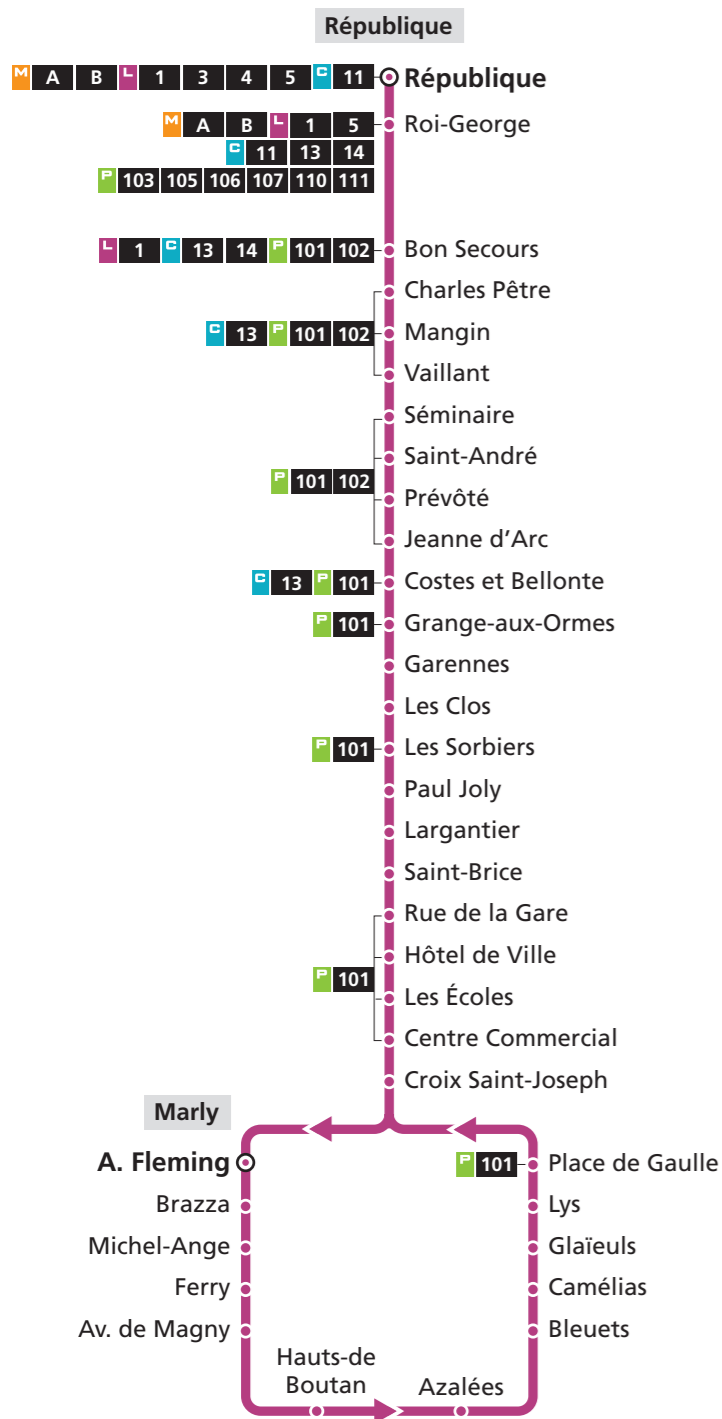 République
M A B L 1 3 4 5 C 11 République
M A B L 1 5 Roi-George
C 11 13 14
P 103 105 106 107 110 111
L 1 C 13 14 P 101 102 Bon Secours
Charles Pêtre
C 13 P 101 102 Mangin
Vaillant
Séminaire
Saint-André
P 101 102
Prévôté
Jeanne d’Arc
C 13 P 101 Costes et Bellonte
P 101 Grange-aux-Ormes
Garennes
Les Clos
P 101 Les Sorbiers
Paul Joly
Largantier
Saint-Brice
Rue de la Gare
Hôtel de Ville
P 101
Les Écoles
Centre Commercial
Croix Saint-Joseph
Marly
A. Fleming
Brazza
Michel-Ange
Ferry
Av. de Magny
Hauts-de
Boutan
Azalées
P 101 Place de Gaulle
Lys
Glaïeuls
Camélias
Bleuets